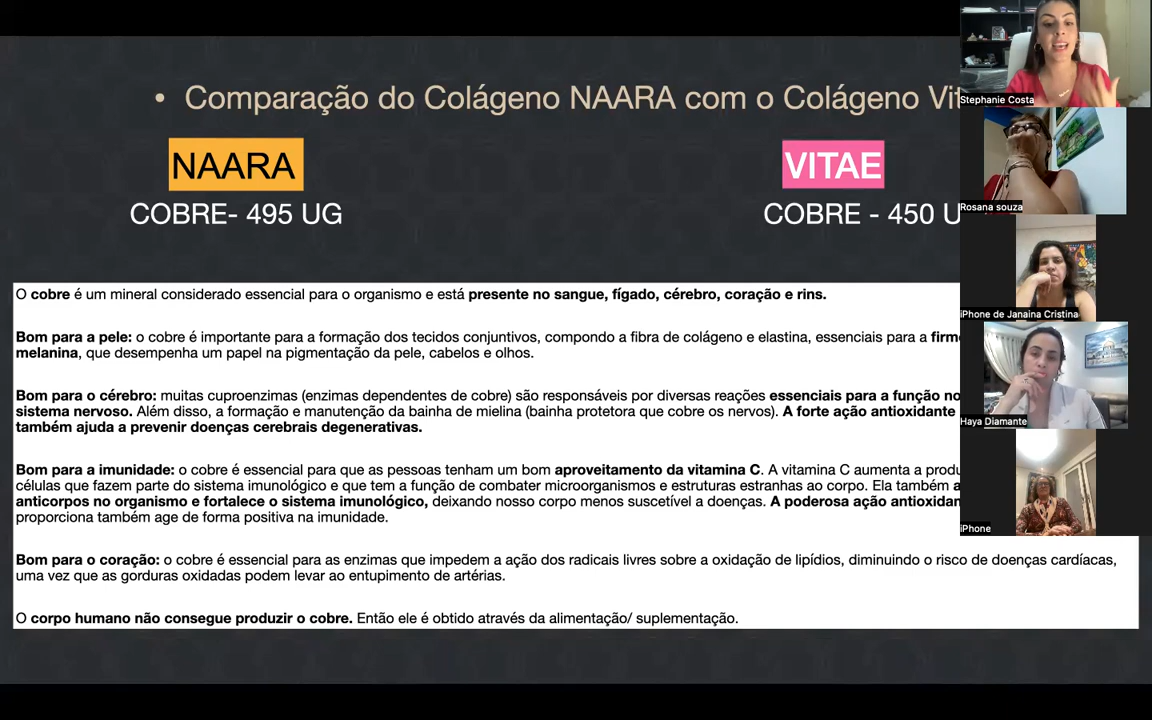 • Comparação do Colágeno NAARA com o Colágeno
NAARA
VITAE
COBRE- 495 UG
COBRE - 450
O cobre é um mineral considerado essencial para o organismo e está presente no sangue, fígado, cérebro, coração e rins.
Bom para a pele: o cobre é importante para a formação dos tecidos conjuntivos, compondo a fibra de colágeno e elastina, essenciais para a
melanina, que desempenha um papel na pigmentação da pele, cabelos e olhos.
Bom para o cérebro: muitas cuproenzimas (enzimas dependentes de cobre) são responsáveis por diversas reações essenciais para a função
sistema nervoso. Além disso, a formação e manutenção da bainha de mielina (bainha protetora que cobre os nervos). A forte ação antioxidante
também ajuda a prevenir doenças cerebrais degenerativas.
Bom para a imunidade: o cobre é essencial para que as pessoas tenham um bom aproveitamento da vitamina C. A vitamina C aumenta a
células que fazem parte do sistema imunológico e que tem a função de combater microorganismos e estruturas estranhas ao corpo. Ela também
anticorpos no organismo e fortalece o sistema imunológico, deixando nosso corpo menos suscetível a doenças. A poderosa ação
proporciona também age de forma positiva na imunidade.
Bom para o coração: o cobre é essencial para as enzimas que impedem a ação dos radicais livres sobre a oxidação de lipídios, diminuindo o risco de doenças cardíacas,
uma vez que as gorduras oxidadas podem levar ao entupimento de artérias.
O corpo humano não consegue produzir o cobre. Então ele é obtido através da alimentação/ suplementação.
Stephanie Costa
Rosana souza
iPhone de Janaina Cristina
Haya Diamante
iPhone